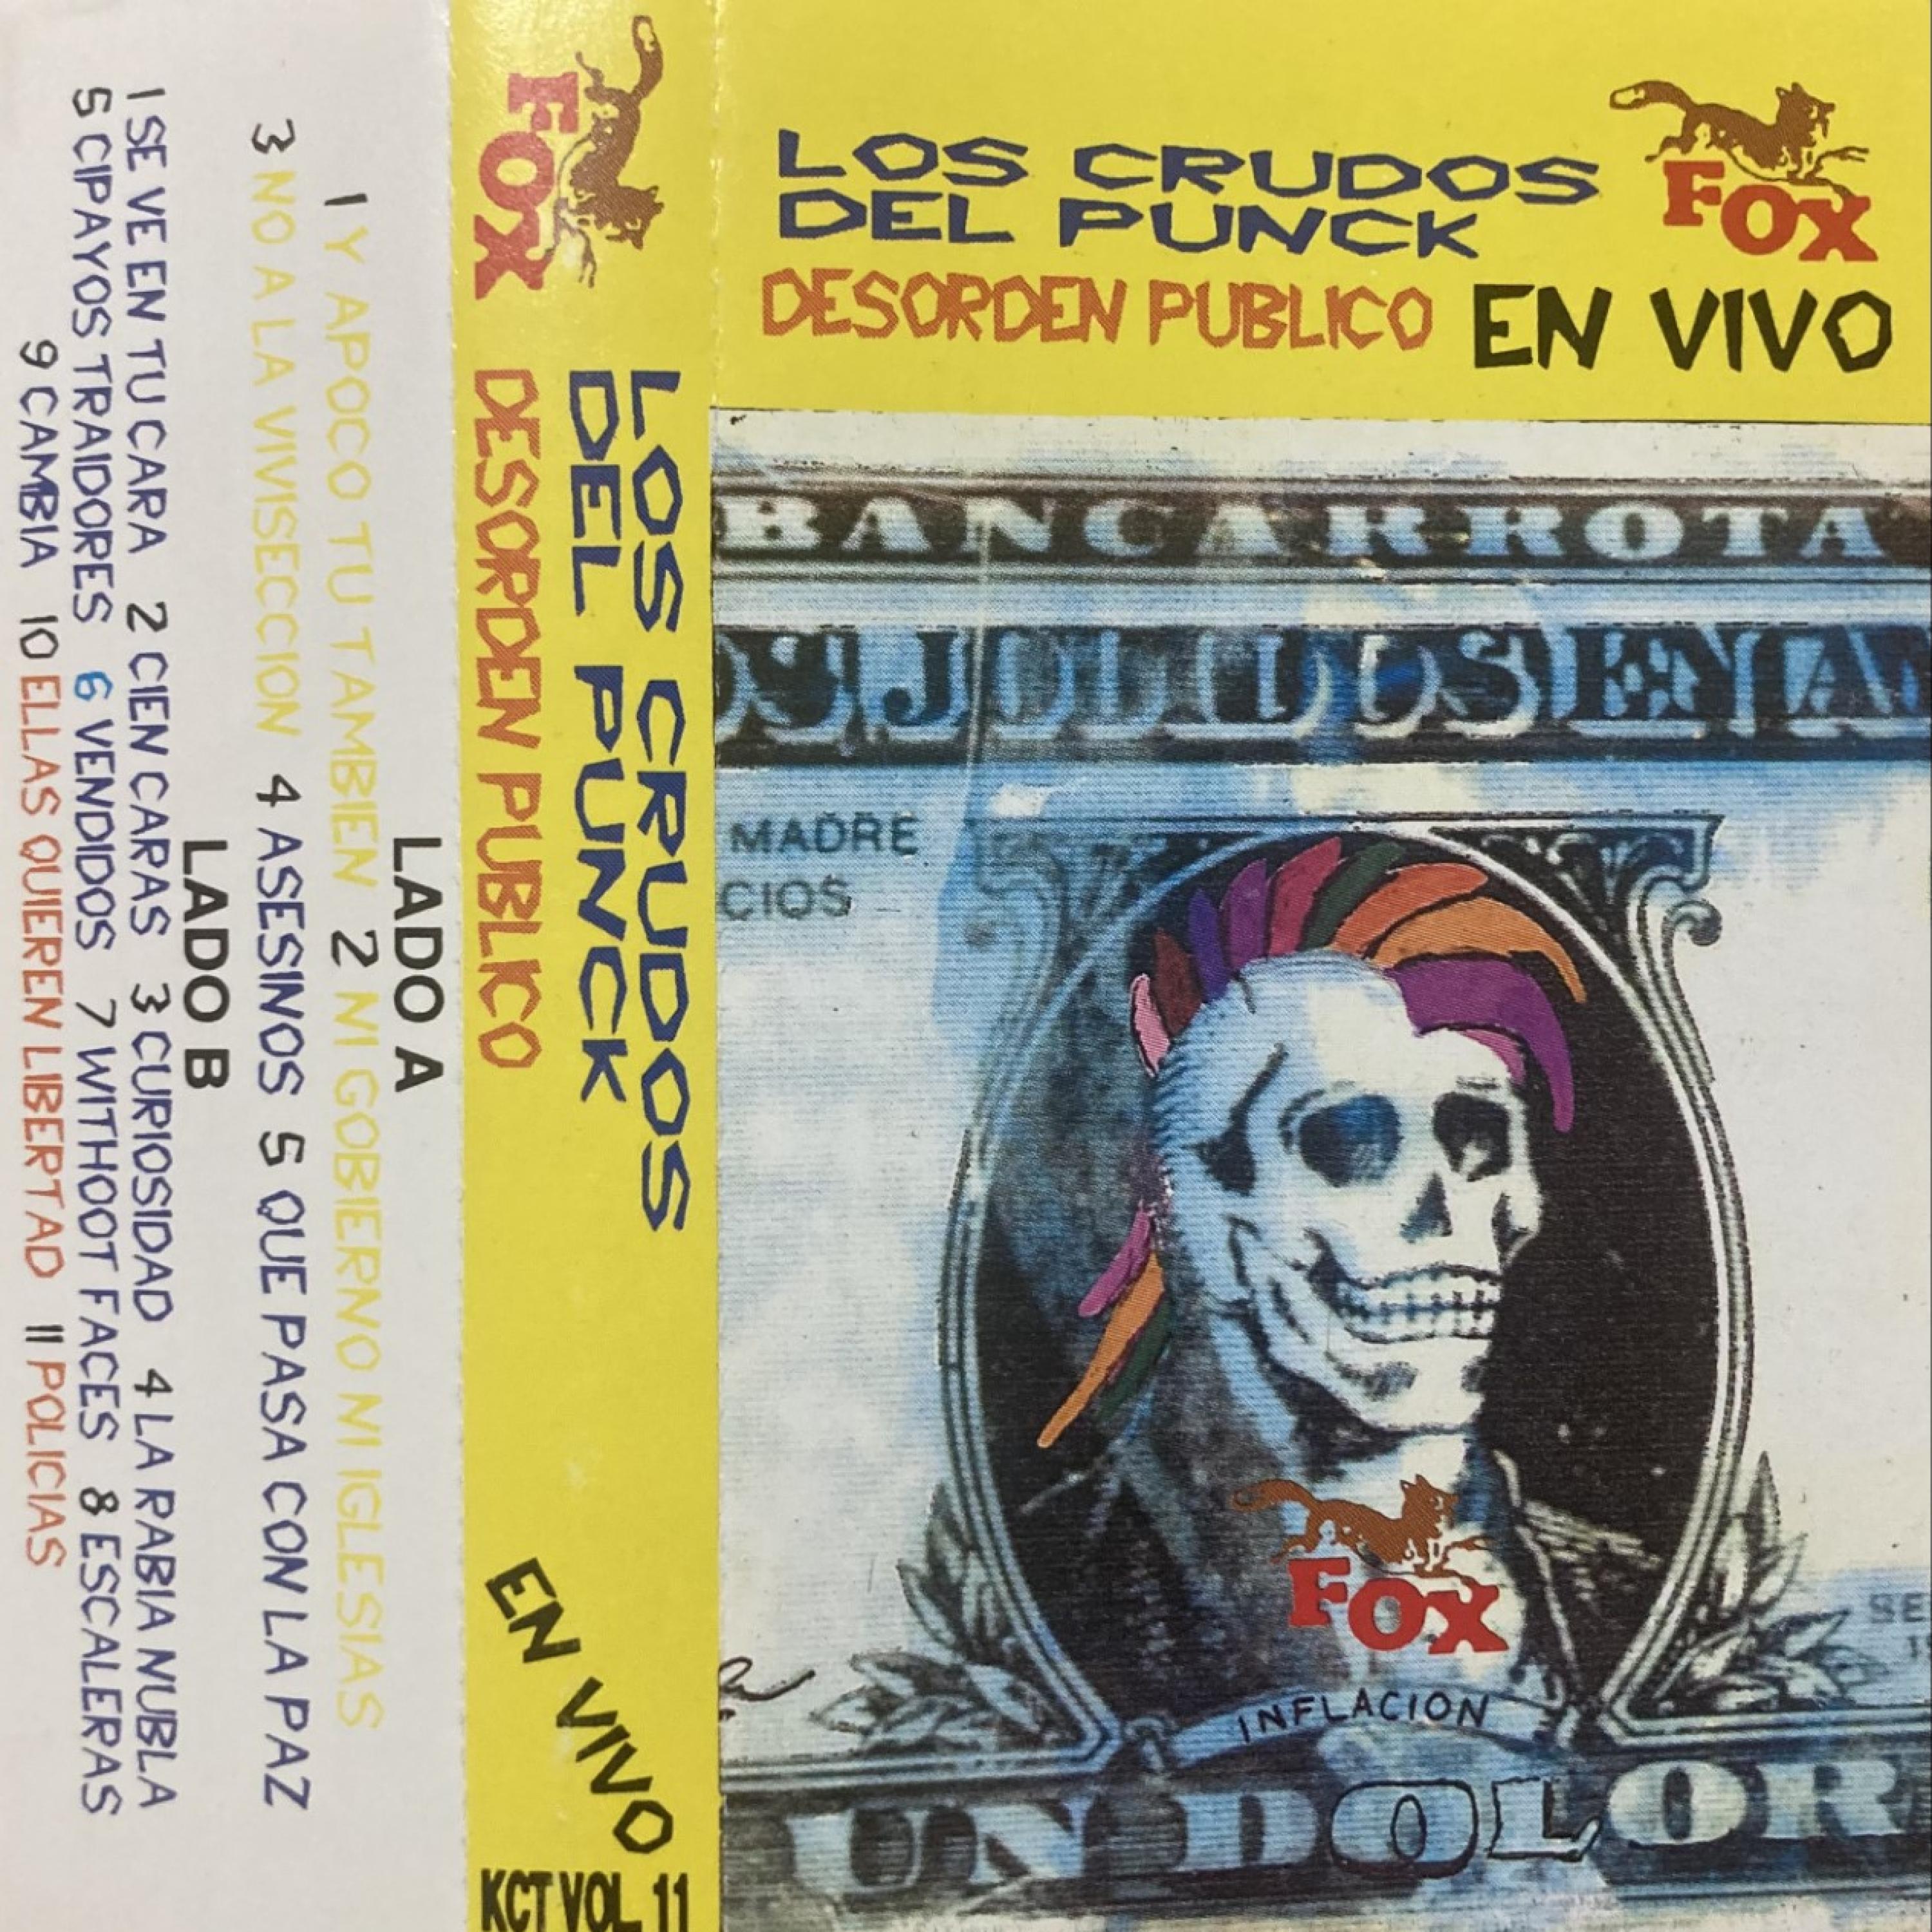 LOS CRUDOS
DEL PUNCK
DESORDEN PUBLICO EN VIVO
FOX
BANCARROTA
MADRE
CIOS
FOX
INFLACION
UN DOLOR
FOX
LOS CRUDOS
DEL PUNCK
DESORDEN PUBLICO
EN VIVO
KCT VOL 11
LADO A
1 Y APOCO TU TAMBIEN 2 NI GOBIERNO NI IGLESIAS
3 NO A LA VIVISECCION 4 ASESINOS 5 QUE PASA CON LA PAZ
LADO B
1 SE VE EN TU CARA 2 CIEN CARAS 3 CURIOSIDAD 4 LA RABIA NUBLA
5 CIPAYOS TRAIDORES 6 VENDIDOS 7 WITHOOT FACES 8 ESCALERAS
9 CAMBIA 10 ELLAS QUIEREN LIBERTAD 11 POLICIAS